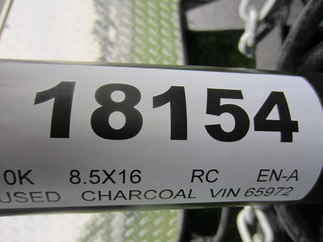 18154
0K 8.5X16 RC EN-A
USED CHARCOAL VIN 65972